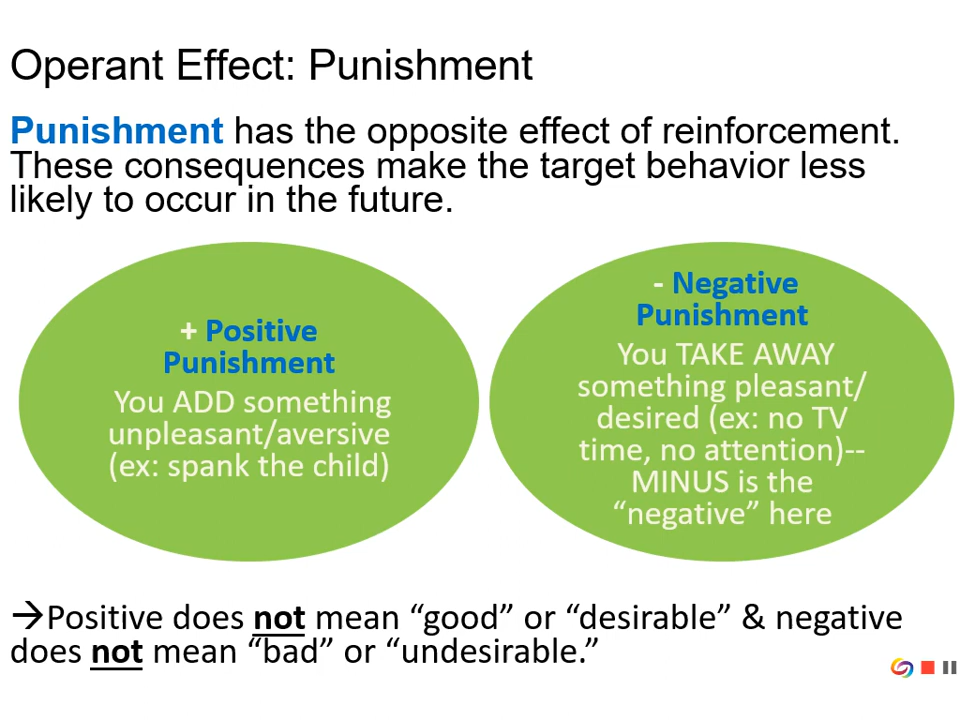 Operant Effect: Punishment
Punishment has the opposite effect of reinforcement.
These consequences make the target behavior less
likely to occur in the future.
+ Positive
Punishment
You ADD something
unpleasant/aversive
(ex: spank the child)
- Negative
Punishment
You TAKE AWAY
something pleasant/
desired (ex: no TV
time, no attention)--
MINUS is the
“negative” here
→Positive does not mean “good” or “desirable” & negative
does not mean “bad” or “undesirable.”